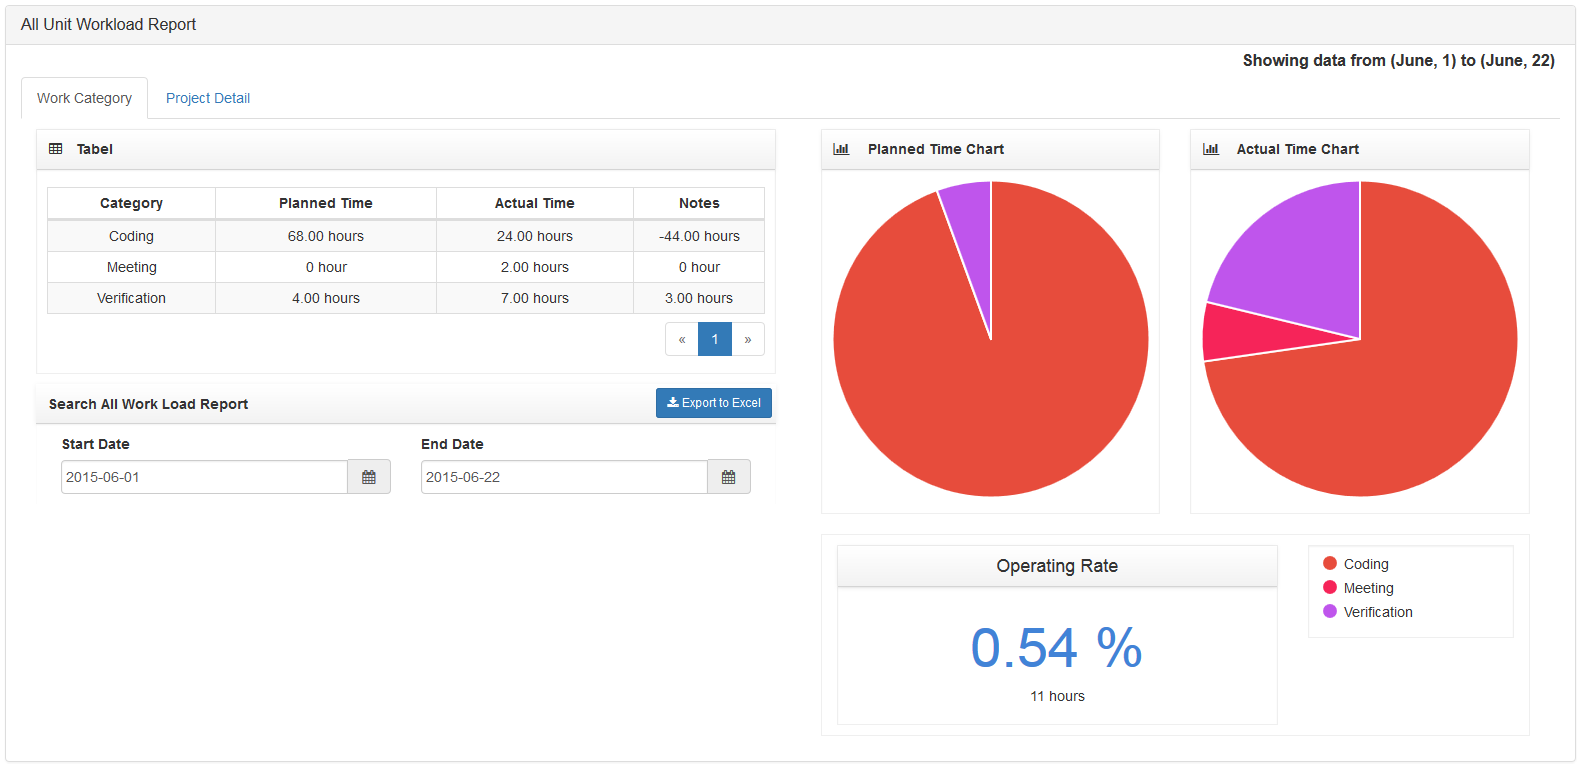 All Unit Workload Report
Showing data from (June, 1) to (June, 22)
Work Category Project Detail
Tabel
Category Planned Time Actual Time Notes
Coding 68.00 hours 24.00 hours -44.00 hours
Meeting 0 hour 2.00 hours 0 hour
Verification 4.00 hours 7.00 hours 3.00 hours
« 1 »
Search All Work Load Report Export to Excel
Start Date End Date
2015-06-01 2015-06-22
Planned Time Chart
Actual Time Chart
Operating Rate
0.54 %
11 hours
Coding
Meeting
Verification